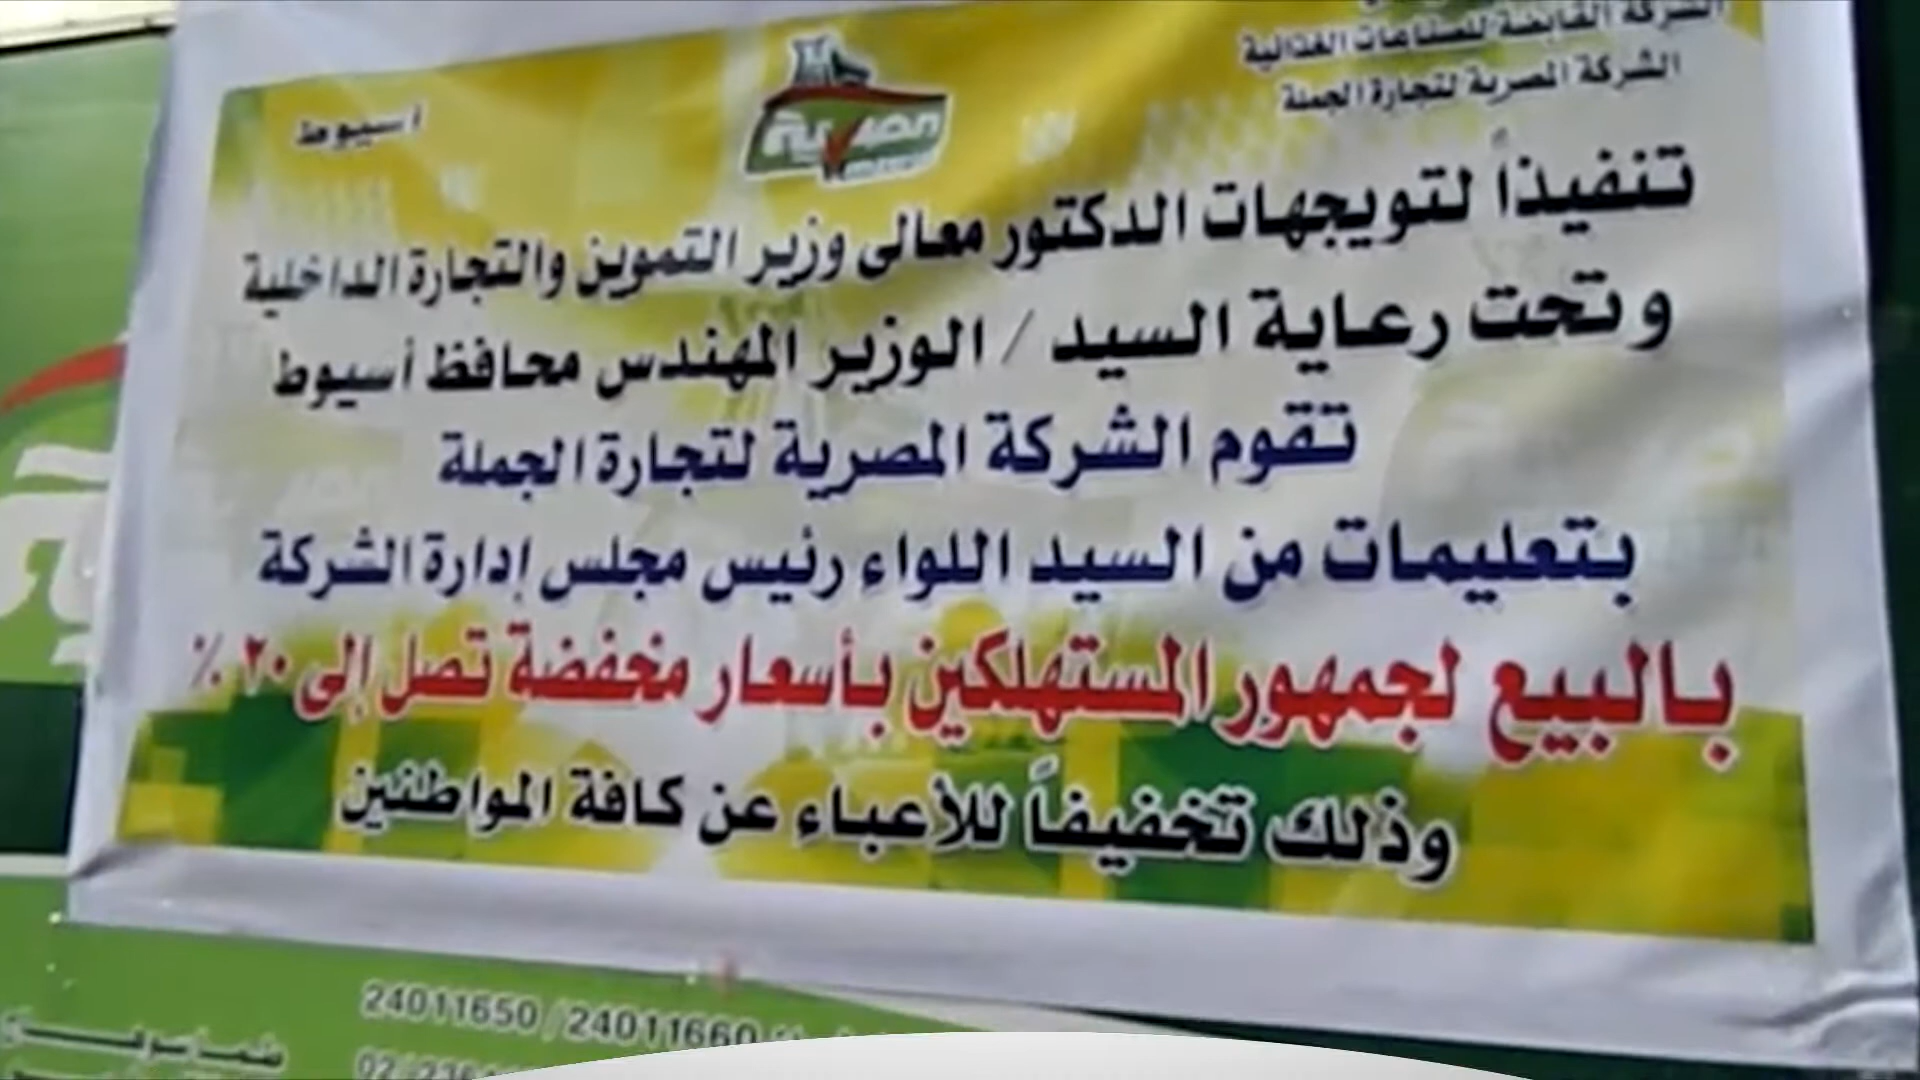 الشركة القابضة للصناعات الغذائية
الشركة المصرية لتجارة الجملة
أسيوط
المصرية
تنفيذاً لتويجهات الدكتور معالى وزير التموين والتجارة الداخلية
وتحت رعاية السيد / الوزير المهندس محافظ أسيوط
تقوم الشركة المصرية لتجارة الجملة
بتعليمات من السيد اللواء رئيس مجلس إدارة الشركة
بالبيع لجمهور المستهلكين بأسعار مخفضة تصل إلى ٢٠ %
وذلك تخفيفاً للأعباء عن كافة المواطنين
24011650 / 24011660